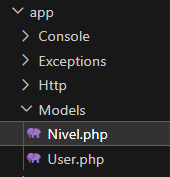 app
Console
Exceptions
Http
Models
Nivel.php
User.php